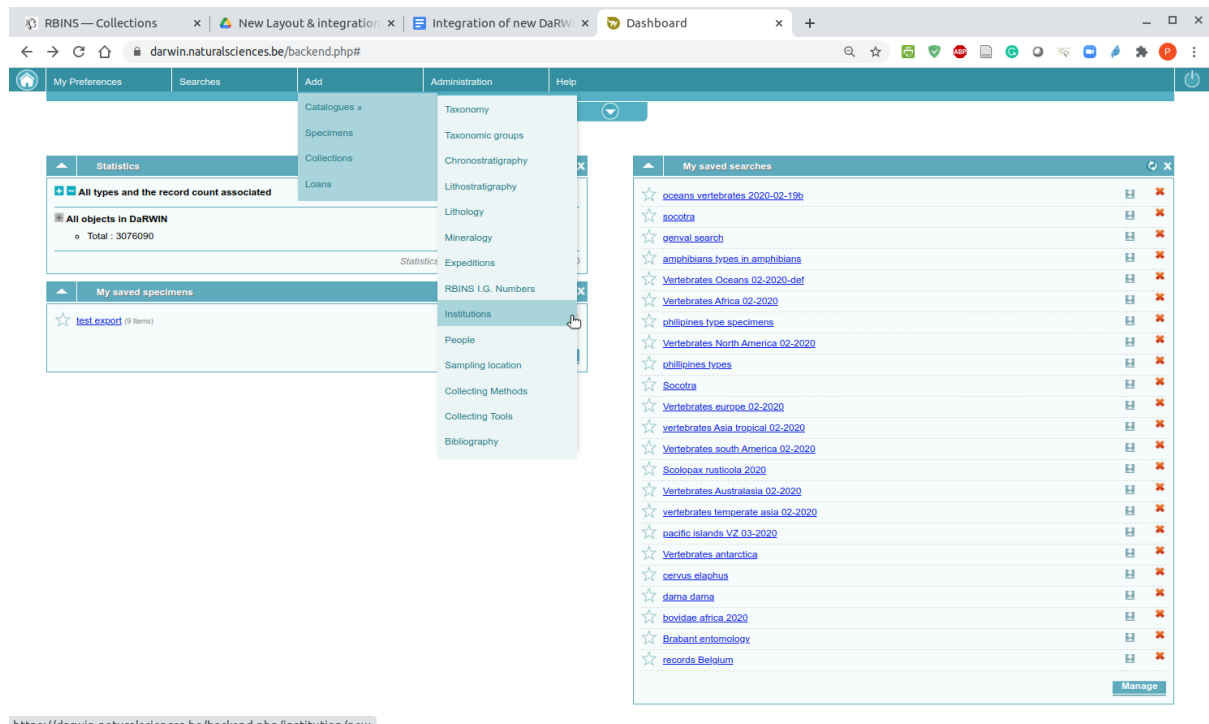 RBINS — Collections
New Layout & integration
Integration of new DaRWI
Dashboard
darwin.naturalsciences.be/backend.php#
ABP
G
P
My Preferences
Searches
Add
Administration
Help
Catalogues »
Specimens
Collections
Loans
Taxonomy
Taxonomic groups
Chronostratigraphy
Lithostratigraphy
Lithology
Mineralogy
Expeditions
RBINS I.G. Numbers
Institutions
People
Sampling location
Collecting Methods
Collecting Tools
Bibliography
Statistics
X
All types and the record count associated
All objects in DaRWIN
Total : 3076090
Statistics
My saved specimens
X
test export (9 Items)
My saved searches
X
oceans vertebrates 2020-02-19b
socotra
genval search
amphibians types in amphibians
Vertebrates Oceans 02-2020-def
Vertebrates Africa 02-2020
philipines type specimens
Vertebrates North America 02-2020
phillipines types
Socotra
Vertebrates europe 02-2020
vertebrates Asia tropical 02-2020
Vertebrates south America 02-2020
Scolopax rusticola 2020
Vertebrates Australasia 02-2020
vertebrates temperate asia 02-2020
pacific islands VZ 03-2020
Vertebrates antarctica
cervus elaphus
dama dama
bovidae africa 2020
Brabant entomology
records Belgium
Manage